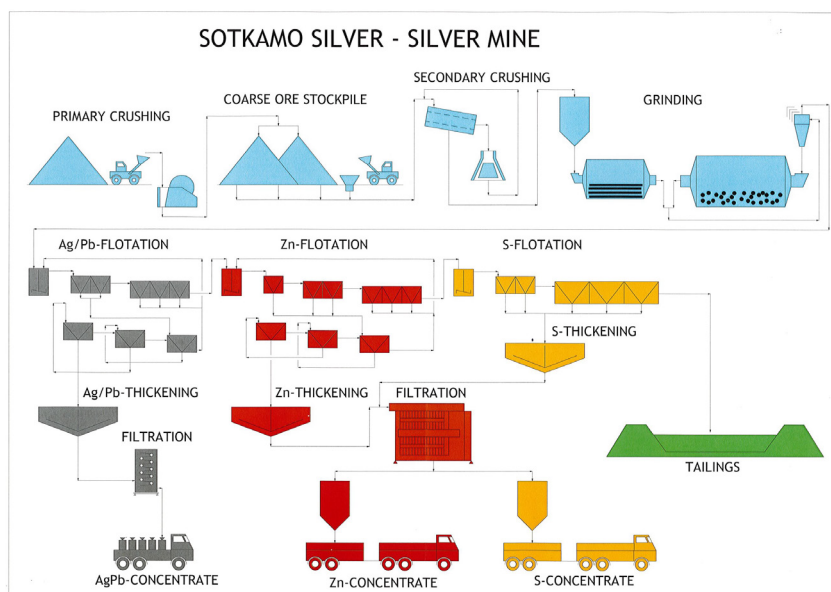 SOTKAMO SILVER - SILVER MINE
SECONDARY CRUSHING
COARSE ORE STOCKPILE
GRINDING
PRIMARY CRUSHING
Ag/Pb-FLOTATION
Zn-FLOTATION
S-FLOTATION
S-THICKENING
Ag/Pb-THICKENING
Zn-THICKENING
FILTRATION
FILTRATION
TAILINGS
AgPb-CONCENTRATE
Zn-CONCENTRATE
S-CONCENTRATE